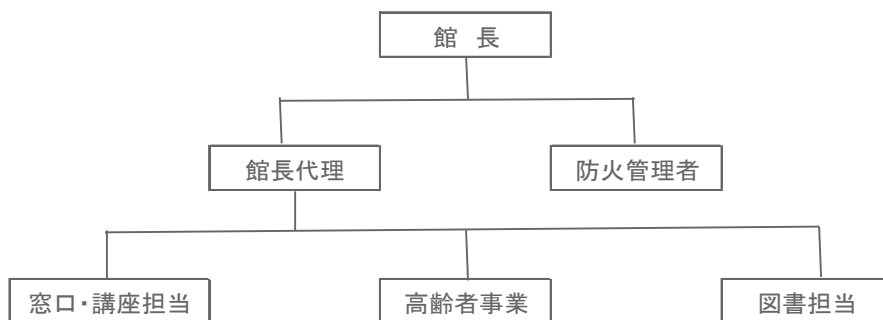 館 長
館長代理
防火管理者
窓口・講座担当
高齢者事業
図書担当